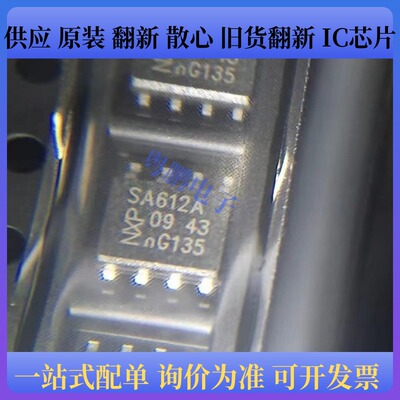 供应 原装 翻新 散心 旧货翻新 IC芯片
nG135
SA612A
09 43
NXP
nG135
一站式配单 询价为准 可开发票